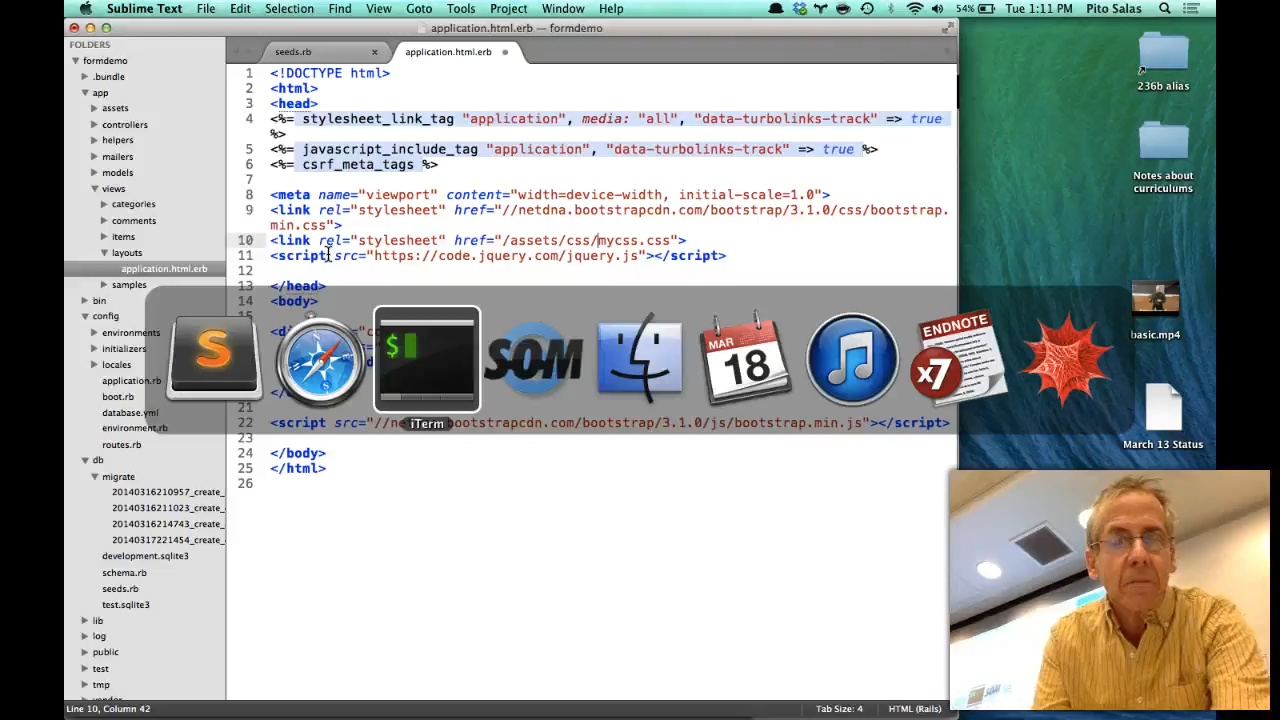 Sublime Text File Edit Selection Find View Goto Tools Project Window Help 54% Tue 1:11 PM Pito Salas
application.html.erb — formdemo
FOLDERS
formdemo
.bundle
app
assets
controllers
helpers
mailers
models
views
categories
comments
items
layouts
application.html.erb
samples
bin
config
environments
initializers
locales
application.rb
boot.rb
database.yml
environment.rb
routes.rb
db
migrate
20140316210957_create_
20140316211023_create_
20140316214743_create_
20140317221454_create_
development.sqlite3
schema.rb
seeds.rb
test.sqlite3
lib
log
public
test
tmp
seeds.rb × application.html.erb
1 <!DOCTYPE html>
2 <html>
3 <head>
4 <%= stylesheet_link_tag "application", media: "all", "data-turbolinks-track" => true
%>
5 <%= javascript_include_tag "application", "data-turbolinks-track" => true %>
6 <%= csrf_meta_tags %>
7
8 <meta name="viewport" content="width=device-width, initial-scale=1.0">
9 <link rel="stylesheet" href="//netdna.bootstrapcdn.com/bootstrap/3.1.0/css/bootstrap.
min.css">
10 <link rel="stylesheet" href="/assets/css/mycss.css">
11 <script src="https://code.jquery.com/jquery.js"></script>
12
13 </head>
14 <body>
SOM
MAR
18
ENDNOTE
X7
$
S
iTerm
21
22 <script src="//ne bootstrapcdn.com/bootstrap/3.1.0/js/bootstrap.min.js"></script>
23
24 </body>
25 </html>
26
236b alias
Notes about
curriculums
basic.mp4
March 13 Status
Line 10, Column 42 Tab Size: 4 HTML (Rails)